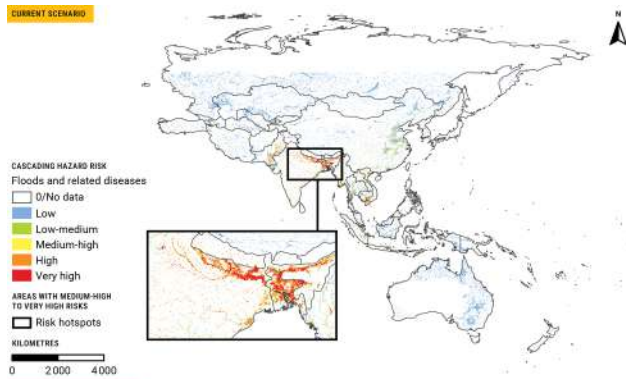 CURRENT SCENARIO
N
CASCADING HAZARD RISK
Floods and related diseases
0/No data
Low
Low-medium
Medium-high
High
Very high
AREAS WITH MEDIUM-HIGH
TO VERY HIGH RISKS
Risk hotspots
KILOMETRES
0 2 000 4 000